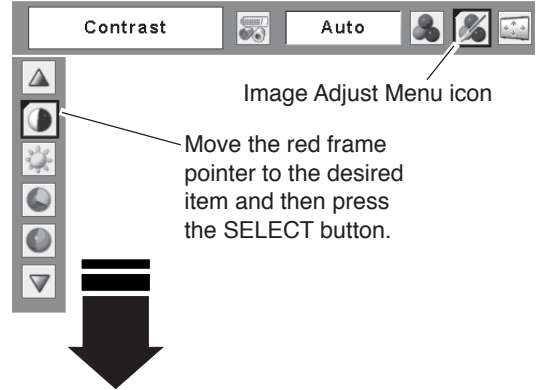 Contrast
Auto
Image Adjust Menu icon
Move the red frame
pointer to the desired
item and then press
the SELECT button.